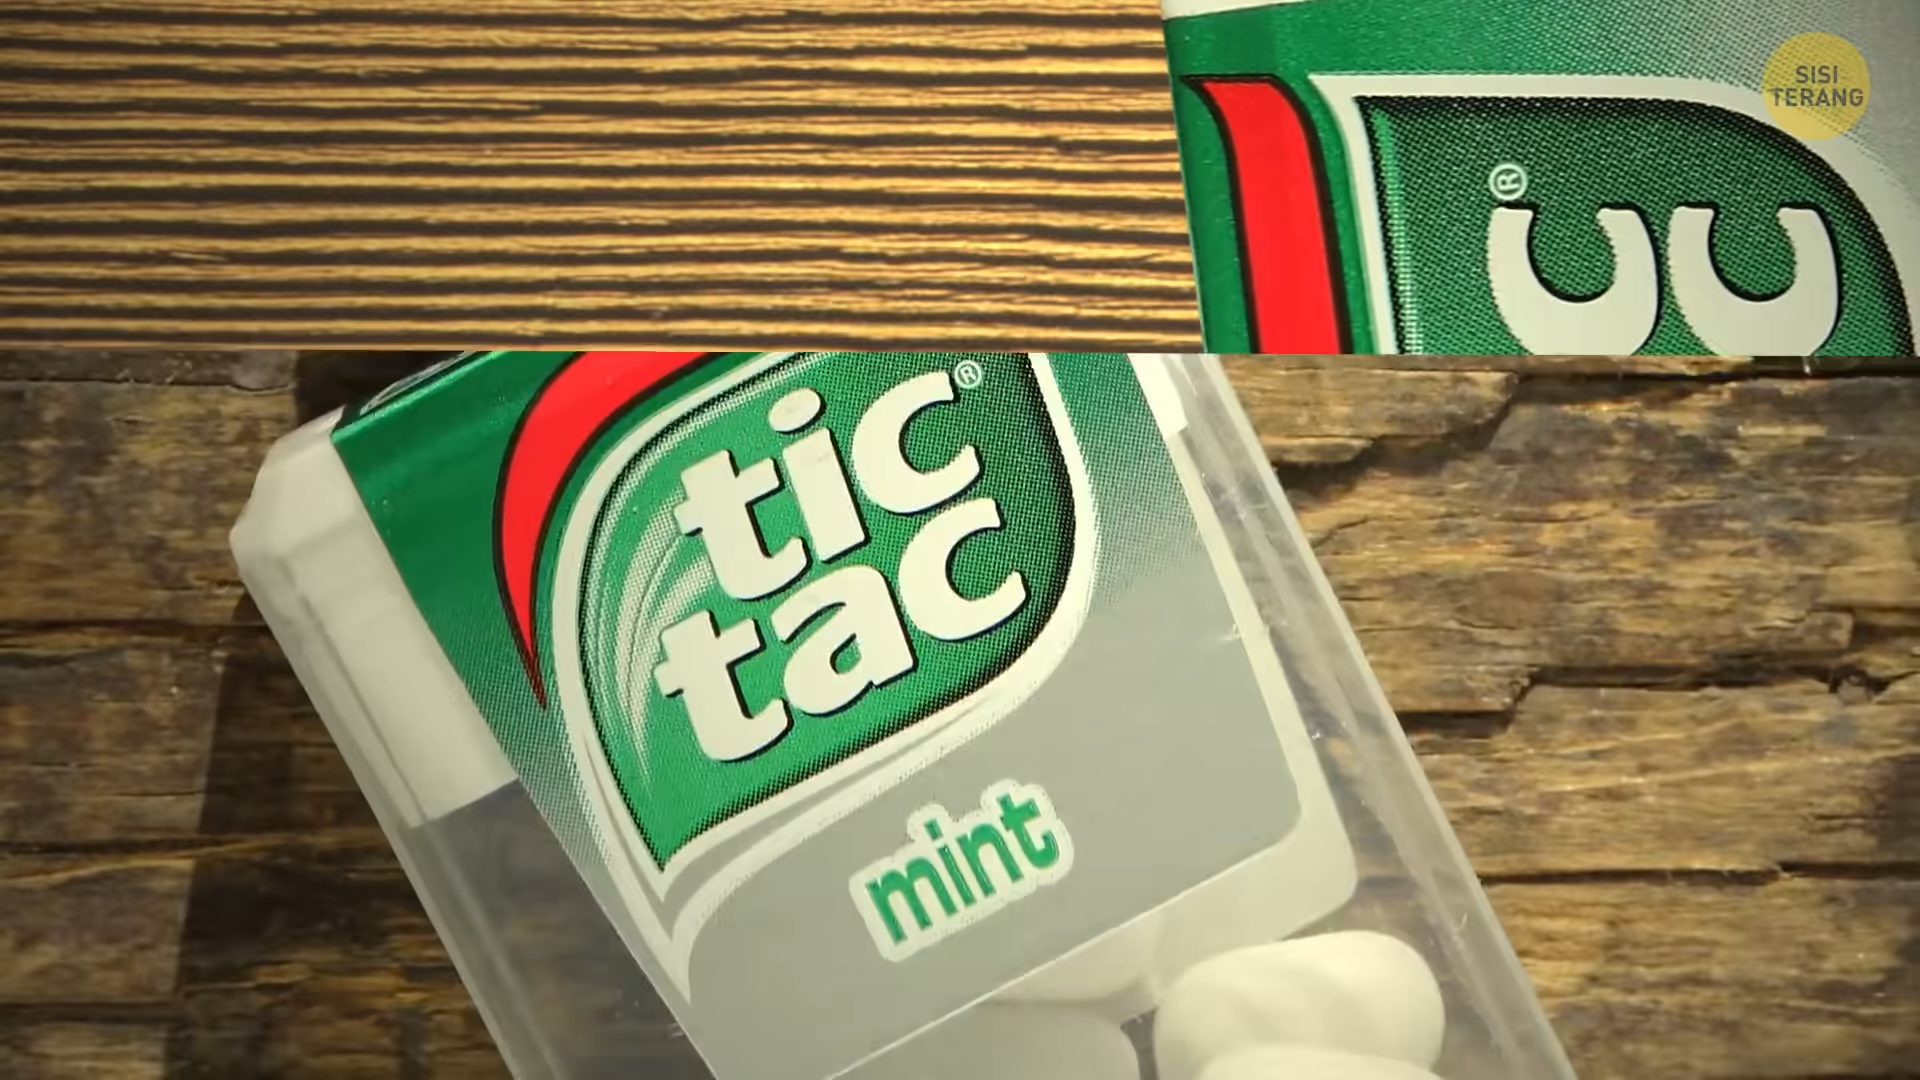 SISI
TERANG
®
c c
tic®
tac
mint